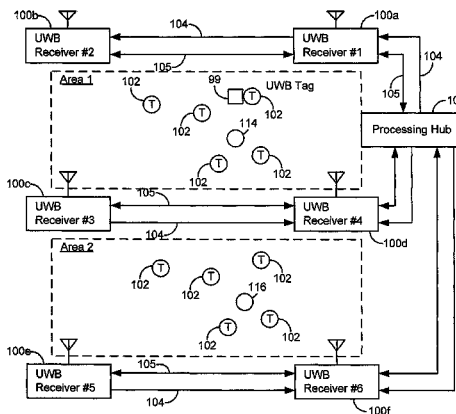 100b
104
100a
UWB
Receiver #2
UWB
Receiver #1
104
105
105
Area 1
99
UWB Tag
102
T
T
102
102
T
114
10
Processing Hub
102
T
T
102
100c
UWB
Receiver #3
105
104
UWB
Receiver #4
100d
Area 2
T
102
102
T
T
102
116
102
T
T
102
100e
UWB
Receiver #5
105
104
UWB
Receiver #6
100f